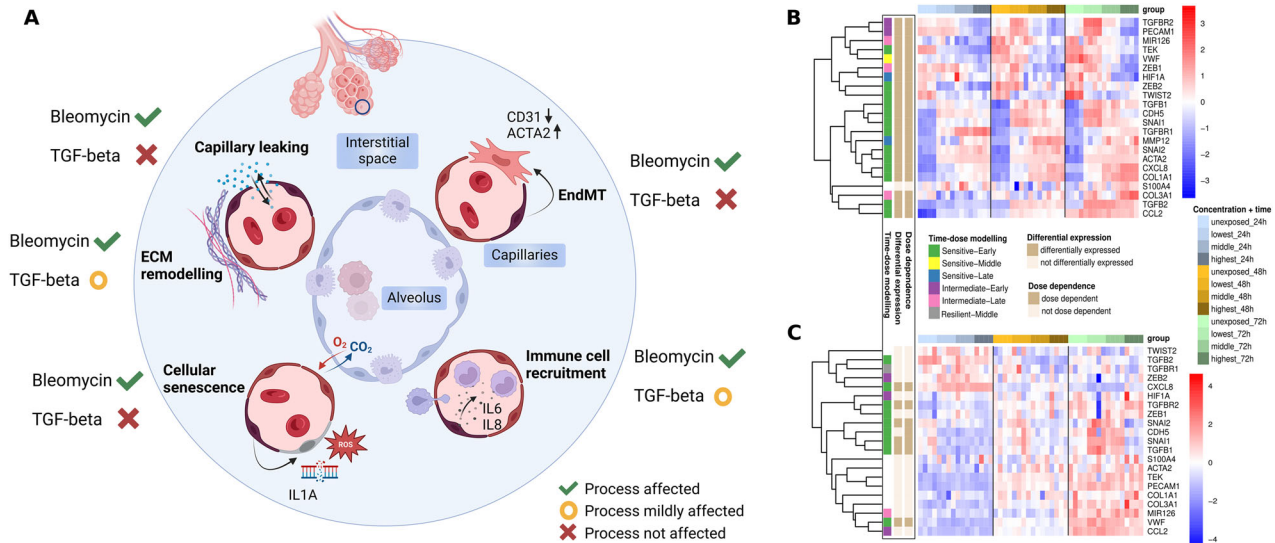 A
Bleomycin
TGF-beta
Capillary leaking
Interstitial
space
CD31
ACTA2
EndMT
Bleomycin
TGF-beta
Bleomycin
TGF-beta
ECM
remodelling
Capillaries
Alveolus
O2
CO2
Bleomycin
TGF-beta
Cellular
senescence
ROS
IL1A
Immune cell
recruitment
IL6
IL8
Bleomycin
TGF-beta
Process affected
Process mildly affected
Process not affected
B
group
TGFBR2
PECAM1
MIR126
TEK
VWF
ZEB1
HIF1A
ZEB2
TWIST2
TGFB1
CDH5
SNAI1
TGFBR1
MMP12
SNAI2
ACTA2
CXCL8
COL1A1
S100A4
COL3A1
TGFB2
CCL2
3
2
1
0
−1
−2
−3
Time-dose modelling
Differential expression
Dose dependence
Time−dose modelling
Sensitive−Early
Sensitive−Middle
Sensitive−Late
Intermediate−Early
Intermediate−Late
Resilient−Middle
Differential expression
differentially expressed
not differentially expressed
Dose dependence
dose dependent
not dose dependent
Concentration + time
unexposed_24h
lowest_24h
middle_24h
highest_24h
unexposed_48h
lowest_48h
middle_48h
highest_48h
unexposed_72h
lowest_72h
middle_72h
highest_72h
C
group
TWIST2
TGFB2
TGFBR1
ZEB2
CXCL8
HIF1A
TGFBR2
ZEB1
SNAI2
CDH5
SNAI1
TGFB1
S100A4
ACTA2
TEK
PECAM1
COL1A1
COL3A1
MIR126
VWF
CCL2
4
2
0
−2
−4